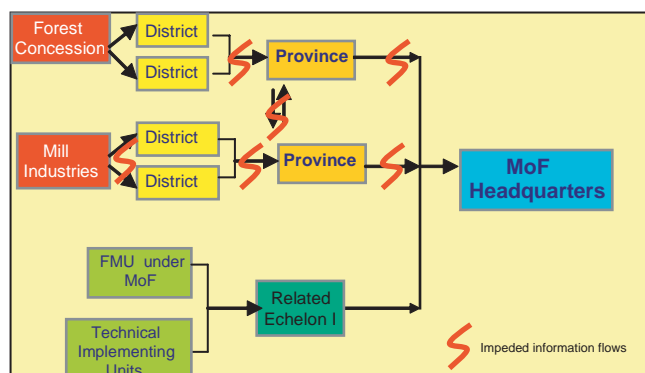 Forest
Concession
District
District
Province
Mill
Industries
District
District
Province
MoF
Headquarters
FMU under
MoF
Related
Echelon I
Technical
Implementing
Units
Impeded information flows